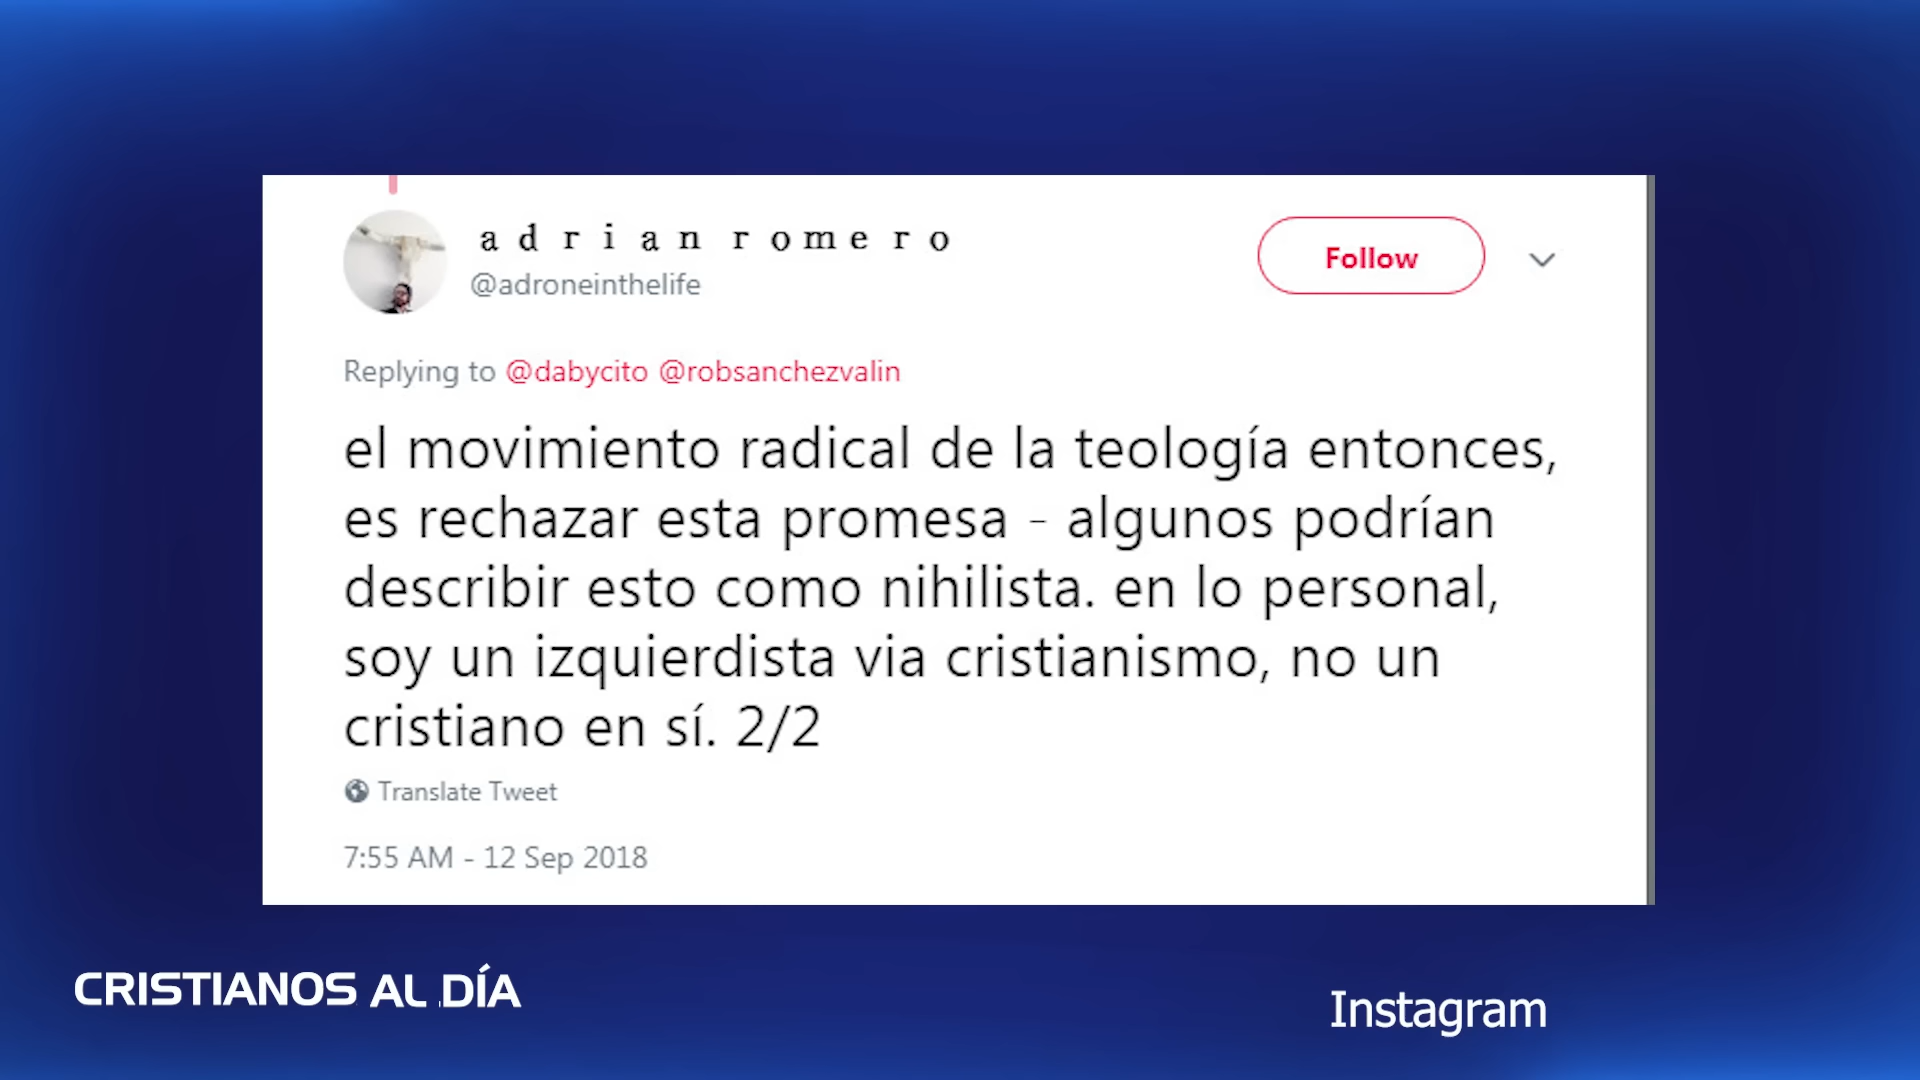 adrian romero
@adroneinthelife
Follow
Replying to @dabycito @robsanchezvalin
el movimiento radical de la teología entonces,
es rechazar esta promesa - algunos podrían
describir esto como nihilista. en lo personal,
soy un izquierdista via cristianismo, no un
cristiano en sí. 2/2
Translate Tweet
7:55 AM - 12 Sep 2018
CRISTIANOS AL DÍA
Instagram